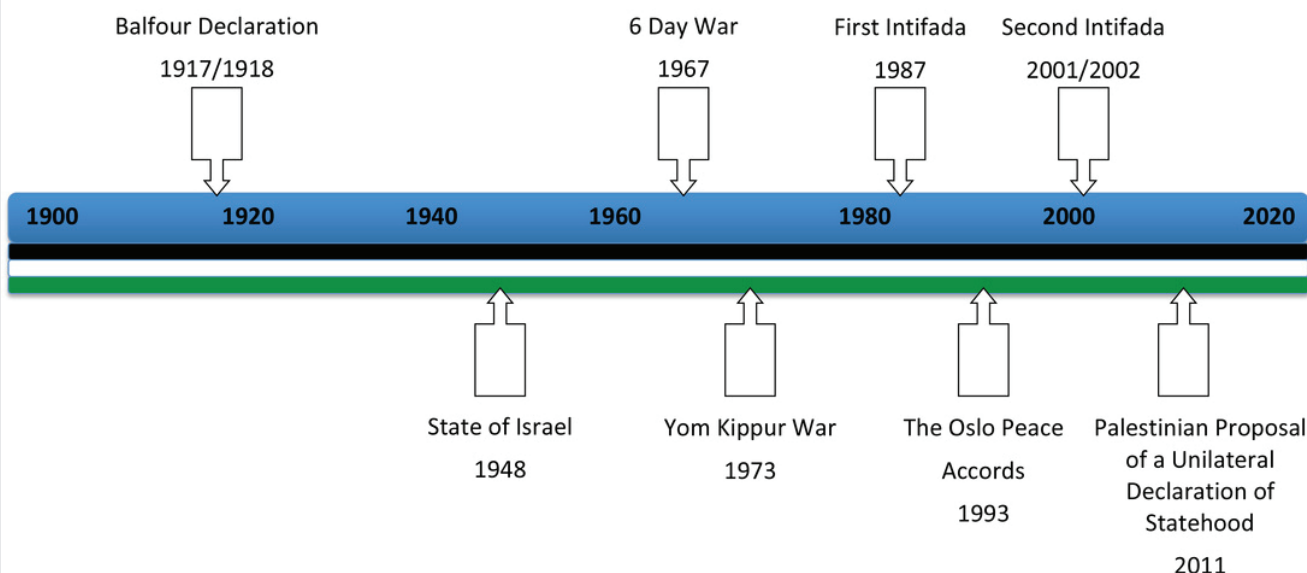 Balfour Declaration
1917/1918
6 Day War
1967
First Intifada
1987
Second Intifada
2001/2002
1900 1920 1940 1960 1980 2000 2020
State of Israel
1948
Yom Kippur War
1973
The Oslo Peace
Accords
1993
Palestinian Proposal
of a Unilateral
Declaration of
Statehood
2011